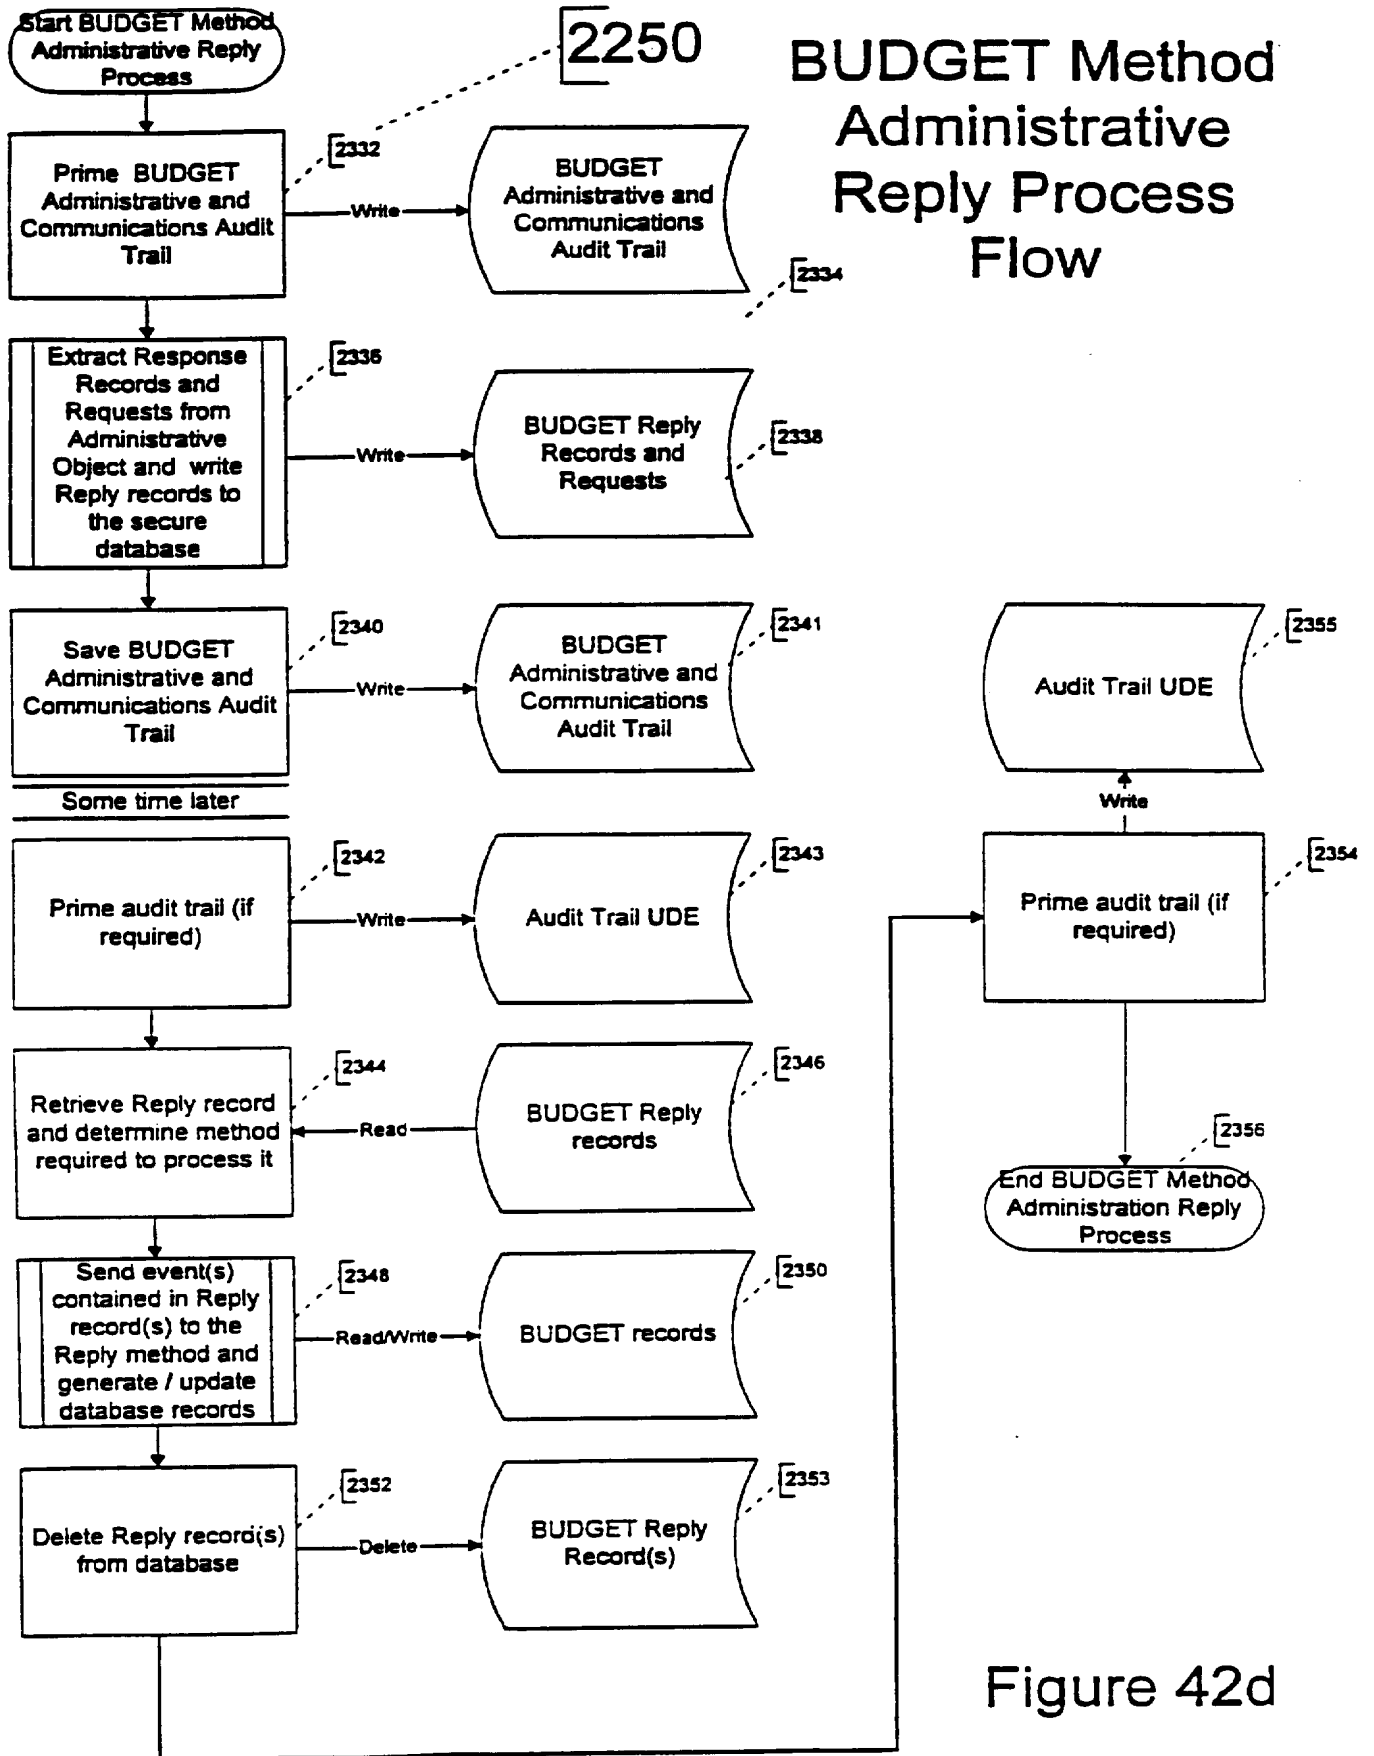 Start BUDGET Method
Administrative Reply
Process
2250
BUDGET Method
Administrative
Reply Process
Flow
Prime BUDGET
Administrative and
Communications Audit
Trail
2332
Write
BUDGET
Administrative and
Communications
Audit Trail
2334
Extract Response
Records and
Requests from
Administrative
Object and write
Reply records to
the secure
database
2336
Write
BUDGET Reply
Records and
Requests
2338
Save BUDGET
Administrative and
Communications Audit
Trail
2340
Write
BUDGET
Administrative and
Communications
Audit Trail
2341
Audit Trail UDE
2355
Some time later
Write
Prime audit trail (if
required)
2342
Write
Audit Trail UDE
2343
Prime audit trail (if
required)
2354
Retrieve Reply record
and determine method
required to process it
2344
Read
BUDGET Reply
records
2346
2356
End BUDGET Method
Administration Reply
Process
Send event(s)
contained in Reply
record(s) to the
Reply method and
generate / update
database records
2348
Read/Write
BUDGET records
2350
Delete Reply record(s)
from database
2352
Delete
BUDGET Reply
Record(s)
2353
Figure 42d